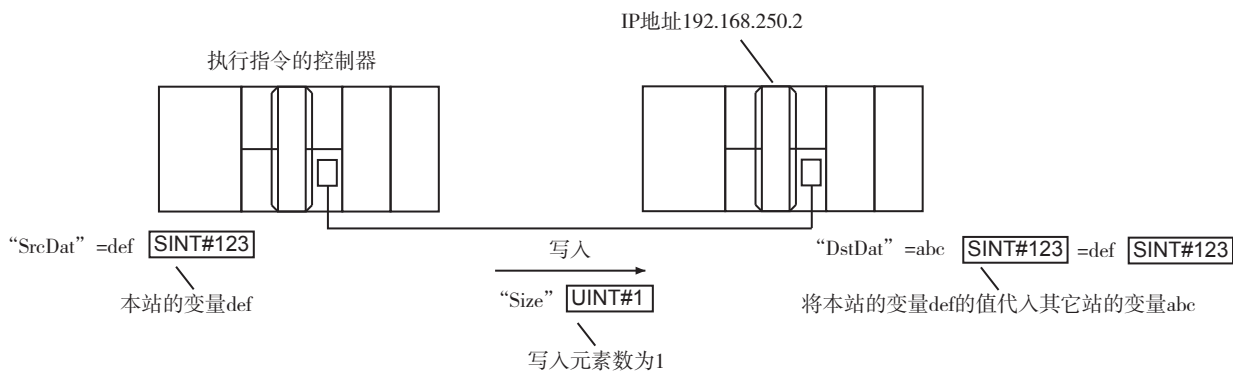 IP地址192.168.250.2
执行指令的控制器
“SrcDat”=def SINT#123
写入
“DstDat”=abc SINT#123 =def SINT#123
本站的变量def
“Size” UINT#1
将本站的变量def的值代入其它站的变量abc
写入元素数为1